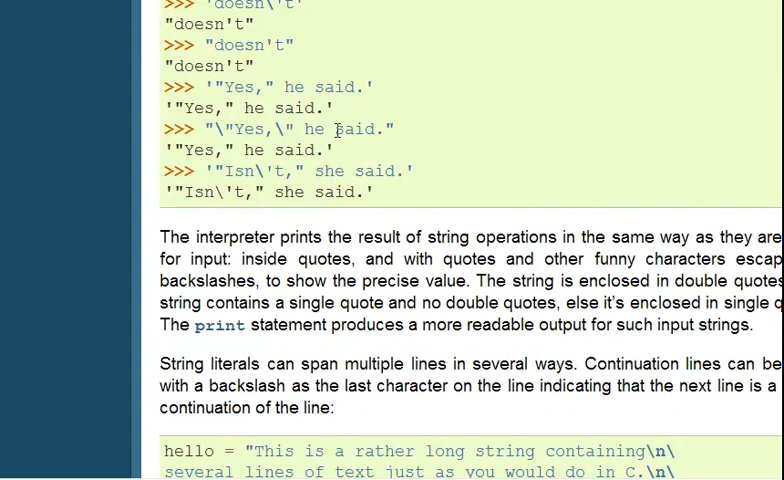 >>> 'doesn\'t'
"doesn't"
>>> "doesn't"
"doesn't"
>>> '"Yes," he said.'
'"Yes," he said.'
>>> "\"Yes,\" he said."
'"Yes," he said.'
>>> '"Isn\'t," she said.'
'"Isn\'t," she said.'
The interpreter prints the result of string operations in the same way as they are
for input: inside quotes, and with quotes and other funny characters escap
backslashes, to show the precise value. The string is enclosed in double quotes
string contains a single quote and no double quotes, else it's enclosed in single q
The print statement produces a more readable output for such input strings.
String literals can span multiple lines in several ways. Continuation lines can be
with a backslash as the last character on the line indicating that the next line is a
continuation of the line:
hello = "This is a rather long string containing\n\
several lines of text just as you would do in C.\n\